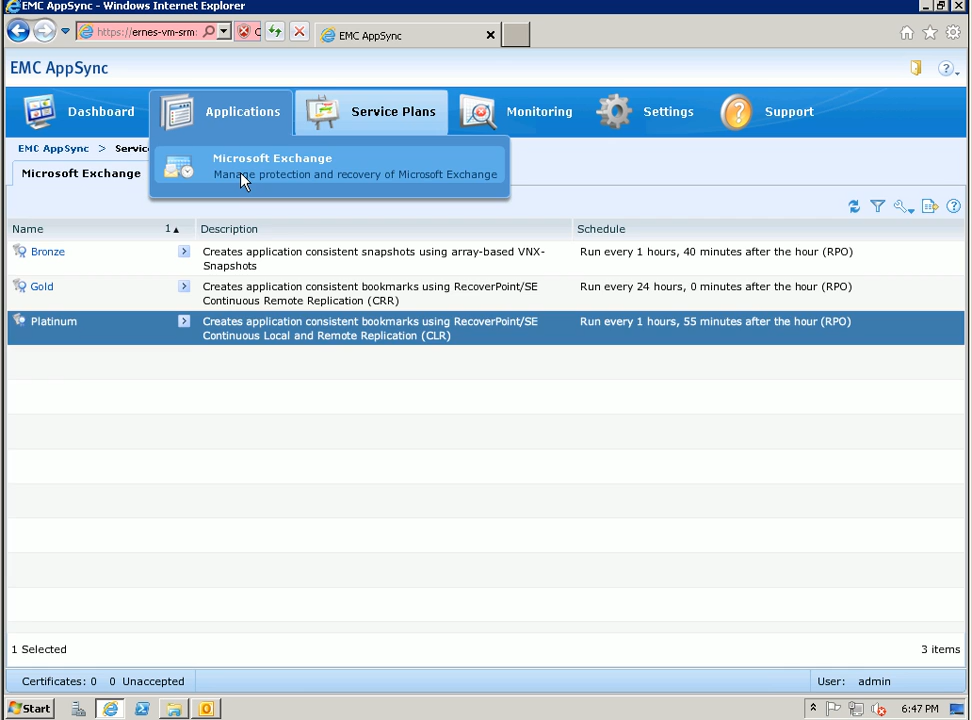 EMC AppSync - Windows Internet Explorer
https://ernes-vm-srm:
EMC AppSync
EMC AppSync
Dashboard
Applications
Service Plans
Monitoring
Settings
Support
EMC AppSync > Servic
Microsoft Exchange
Manage protection and recovery of Microsoft Exchange
Microsoft Exchange
Name 1 Description Schedule
Bronze
Creates application consistent snapshots using array-based VNX-
Snapshots
Run every 1 hours, 40 minutes after the hour (RPO)
Gold
Creates application consistent bookmarks using RecoverPoint/SE
Continuous Remote Replication (CRR)
Run every 24 hours, 0 minutes after the hour (RPO)
Platinum
Creates application consistent bookmarks using RecoverPoint/SE
Continuous Local and Remote Replication (CLR)
Run every 1 hours, 55 minutes after the hour (RPO)
1 Selected
3 items
Certificates: 0 0 Unaccepted
User: admin
Start
6:47 PM